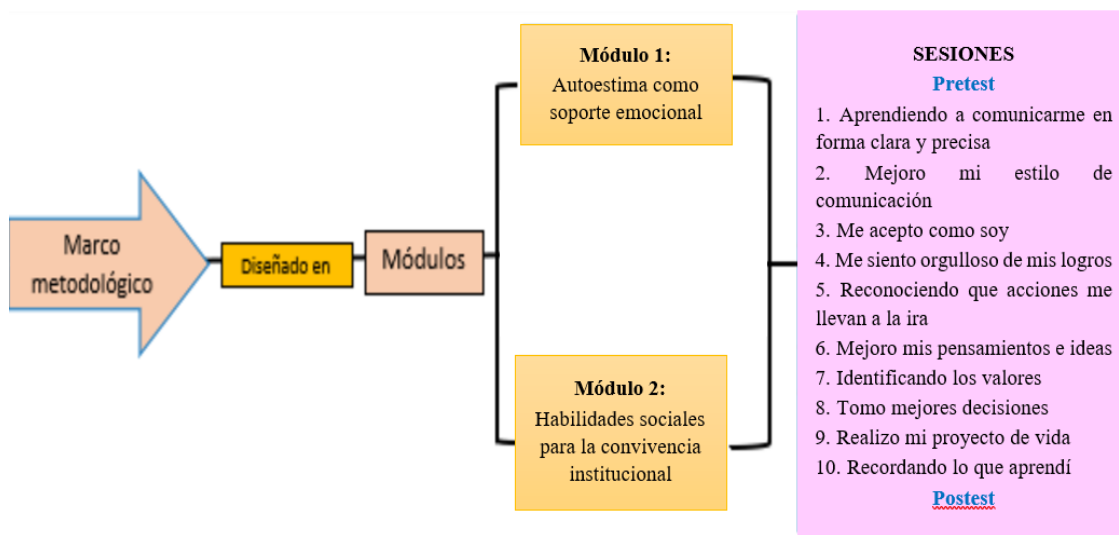 Marco
metodológico
Diseñado en
Módulos
Módulo 1:
Autoestima como
soporte emocional
Módulo 2:
Habilidades sociales
para la convivencia
institucional
SESIONES
Pretest
1. Aprendiendo a comunicarme en
forma clara y precisa
2. Mejoro mi estilo de
comunicación
3. Me acepto como soy
4. Me siento orgulloso de mis logros
5. Reconociendo que acciones me
llevan a la ira
6. Mejoro mis pensamientos e ideas
7. Identificando los valores
8. Tomo mejores decisiones
9. Realizo mi proyecto de vida
10. Recordando lo que aprendí
Postest